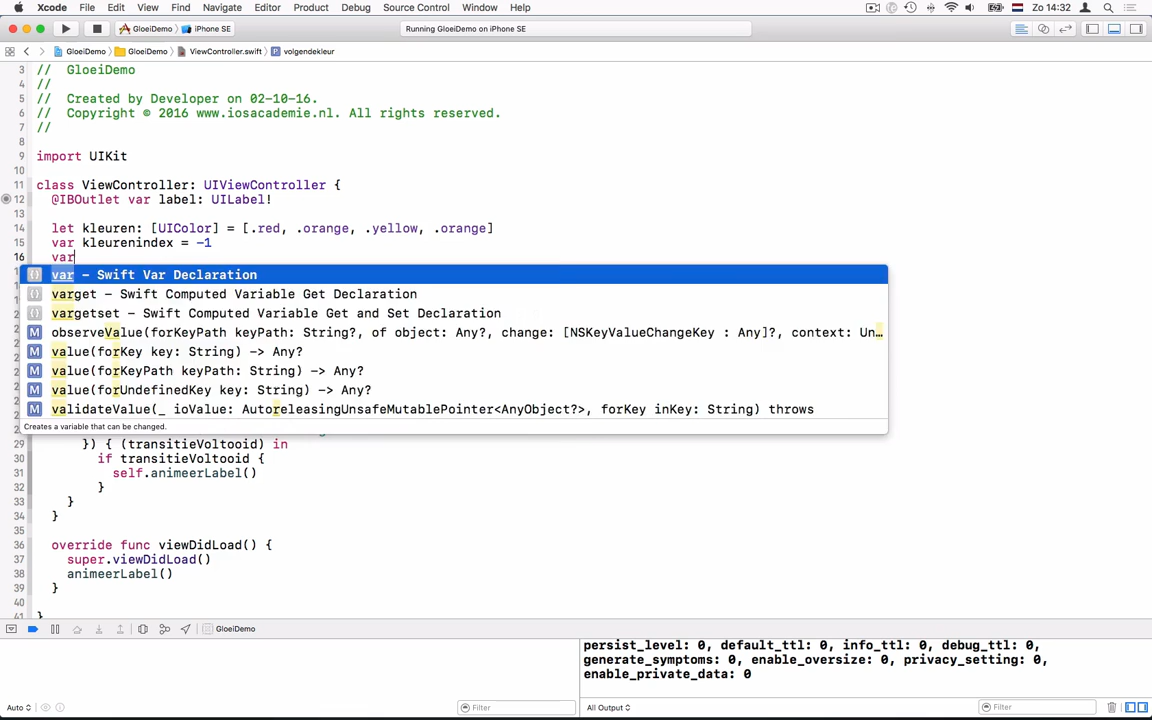 Xcode File Edit View Find Navigate Editor Product Debug Source Control Window Help Zo 14:32
GloeiDemo iPhone SE Running GloeiDemo on iPhone SE
GloeiDemo GloeiDemo ViewController.swift P volgendekleur
3 // GloeiDemo
4 //
5 // Created by Developer on 02-10-16.
6 // Copyright © 2016 www.iosacademie.nl. All rights reserved.
7 //
8
9 import UIKit
10
11 class ViewController: UIViewController {
12 @IBOutlet var label: UILabel!
13
14 let kleuren: [UIColor] = [.red, .orange, .yellow, .orange]
15 var kleurenindex = -1
16 var
{} var – Swift Var Declaration
{} varget – Swift Computed Variable Get Declaration
{} vargetset – Swift Computed Variable Get and Set Declaration
M observeValue(forKeyPath keyPath: String?, of object: Any?, change: [NSKeyValueChangeKey : Any]?, context: Un…
M value(forKey key: String) -> Any?
M value(forKeyPath keyPath: String) -> Any?
M value(forUndefinedKey key: String) -> Any?
M validateValue(_ ioValue: AutoreleasingUnsafeMutablePointer<AnyObject?>, forKey inKey: String) throws
Creates a variable that can be changed.
29 }) { (transitieVoltooid) in
30 if transitieVoltooid {
31 self.animeerLabel()
32 }
33 }
34 }
35
36 override func viewDidLoad() {
37 super.viewDidLoad()
38 animeerLabel()
39 }
40
41 }
GloeiDemo
persist_level: 0, default_ttl: 0, info_ttl: 0, debug_ttl: 0,
generate_symptoms: 0, enable_oversize: 0, privacy_setting: 0,
enable_private_data: 0
Auto Filter All Output Filter